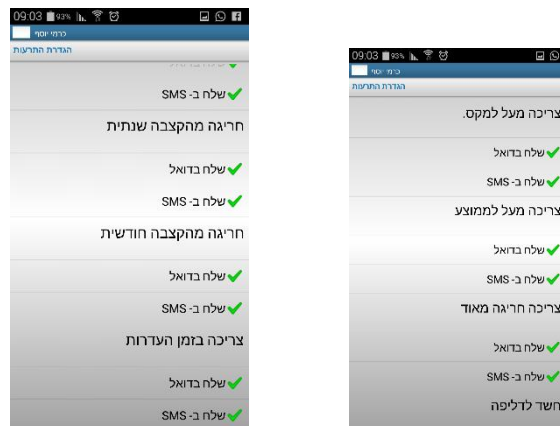 09:03 93%
כרמי יוסף
הגדרת התרעות
שלח ב- SMS
חריגה מהקצבה שנתית
שלח בדואל
שלח ב- SMS
חריגה מהקצבה חודשית
שלח בדואל
שלח ב- SMS
צריכה בזמן העדרות
שלח בדואל
שלח ב- SMS
09:03 93%
כרמי יוסף
הגדרת התרעות
צריכה מעל למקס.
שלח בדואל
שלח ב- SMS
צריכה מעל לממוצע
שלח בדואל
שלח ב- SMS
צריכה חריגה מאוד
שלח בדואל
שלח ב- SMS
חשד לדליפה